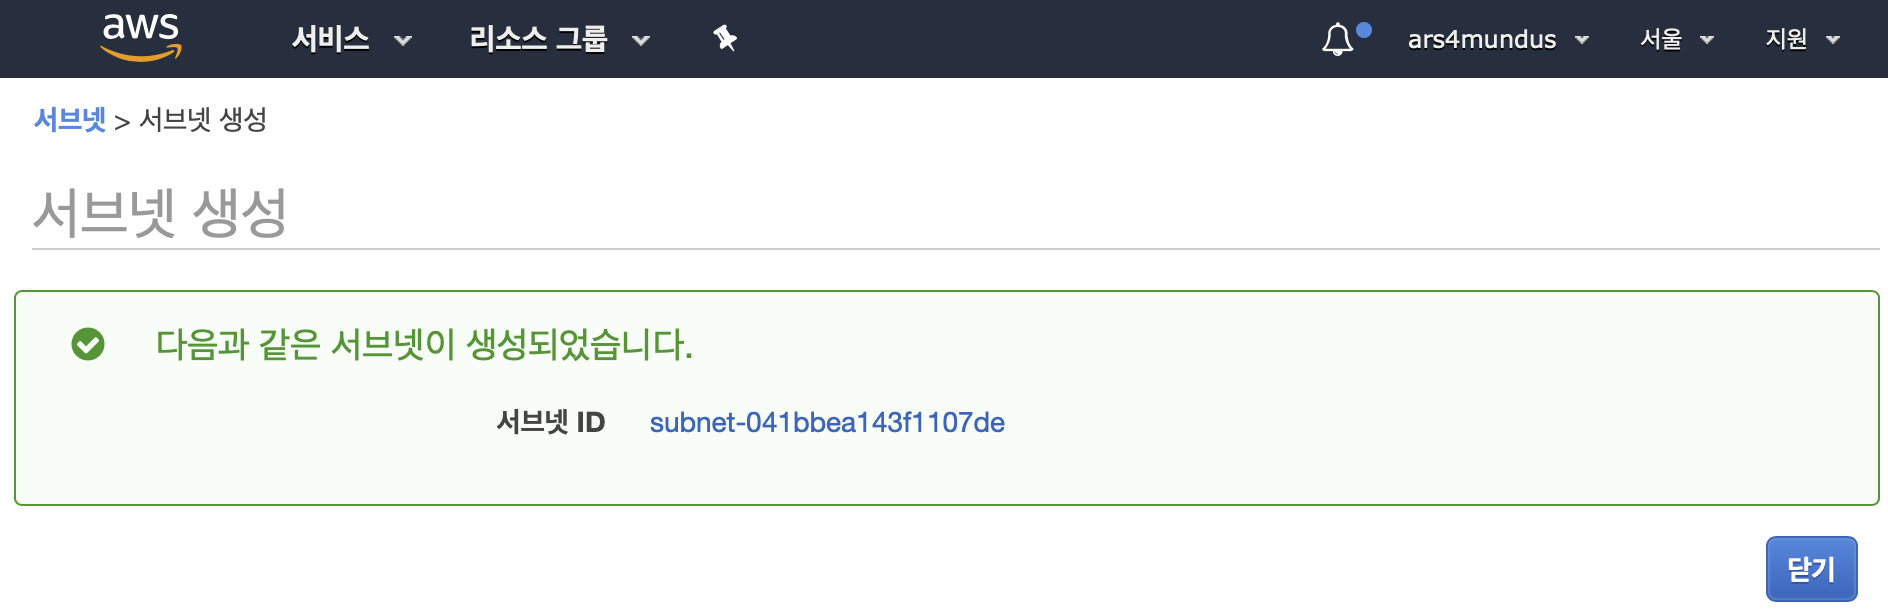 aws 서비스 리소스 그룹 ars4mundus 서울 지원
서브넷 > 서브넷 생성
서브넷 생성
다음과 같은 서브넷이 생성되었습니다.
서브넷 ID subnet-041bbea143f1107de
닫기